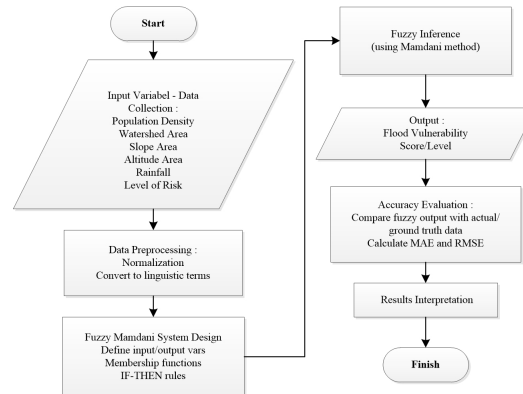 Start
Input Variabel - Data
Collection :
Population Density
Watershed Area
Slope Area
Altitude Area
Rainfall
Level of Risk
Data Preprocessing :
Normalization
Convert to linguistic terms
Fuzzy Mamdani System Design
Define input/output vars
Membership functions
IF-THEN rules
Fuzzy Inference
(using Mamdani method)
Output :
Flood Vulnerability
Score/Level
Accuracy Evaluation :
Compare fuzzy output with actual/
ground truth data
Calculate MAE and RMSE
Results Interpretation
Finish